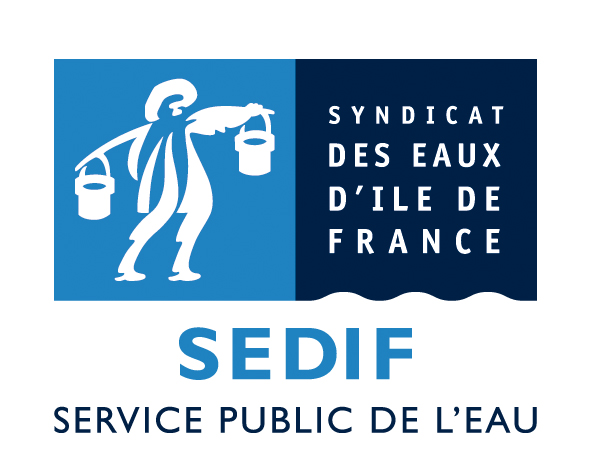 SYNDICAT
DES EAUX
D'ILE DE
FRANCE
SEDIF
SERVICE PUBLIC DE L'EAU